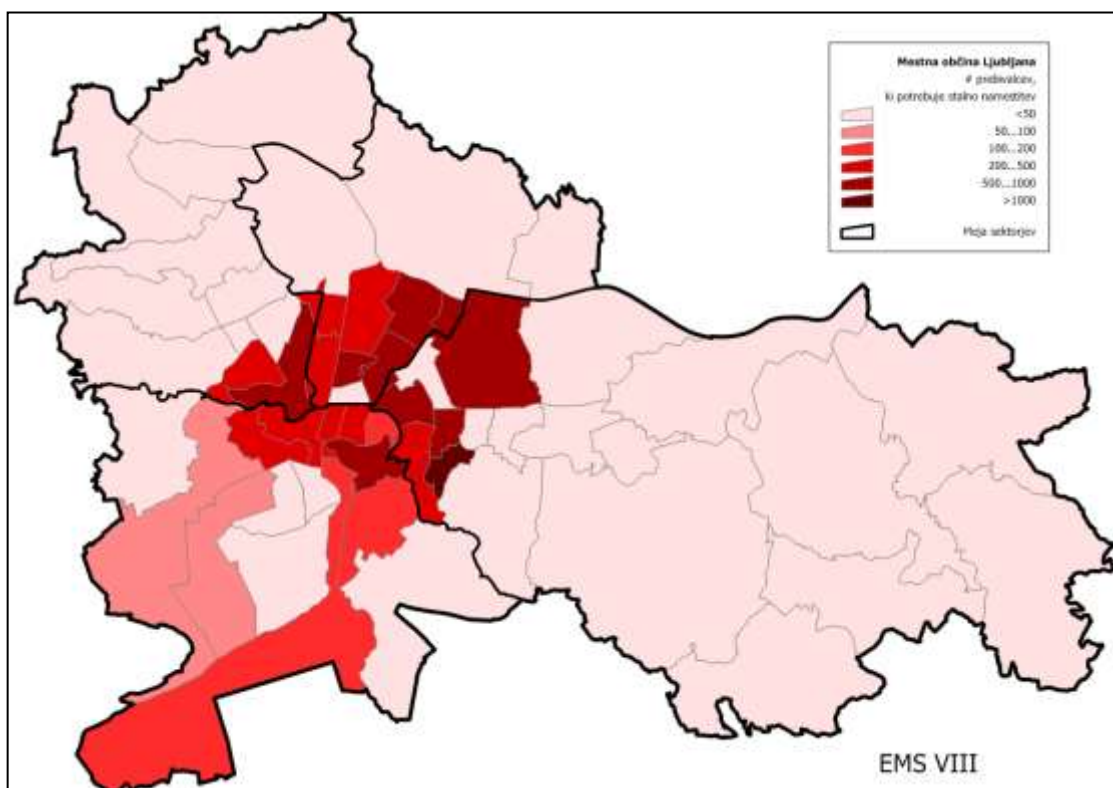 Mestna občina Ljubljana
# prebivalcev,
ki potrebuje stalno namestitev
<50
50...100
100...200
200...500
500...1000
>1000
Meja sektorjev
EMS VIII